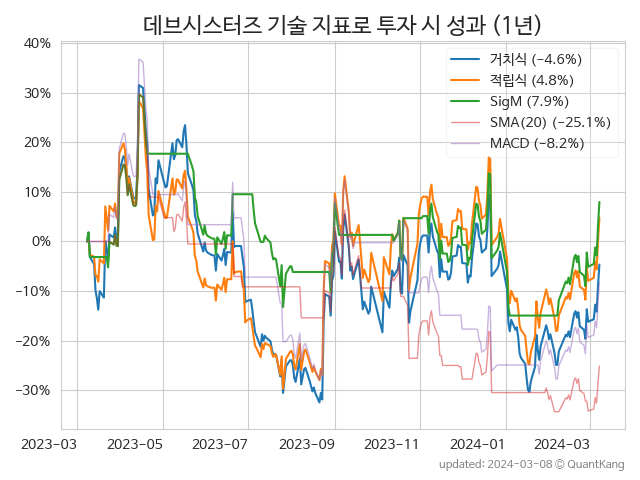 데브시스터즈 기술 지표로 투자 시 성과 (1년)
40%
30%
20%
10%
0%
−10%
−20%
−30%
거치식 (−4.6%)
적립식 (4.8%)
SigM (7.9%)
SMA(20) (−25.1%)
MACD (−8.2%)
2023-03
2023-05
2023-07
2023-09
2023-11
2024-01
2024-03
updated: 2024-03-08 © QuantKang